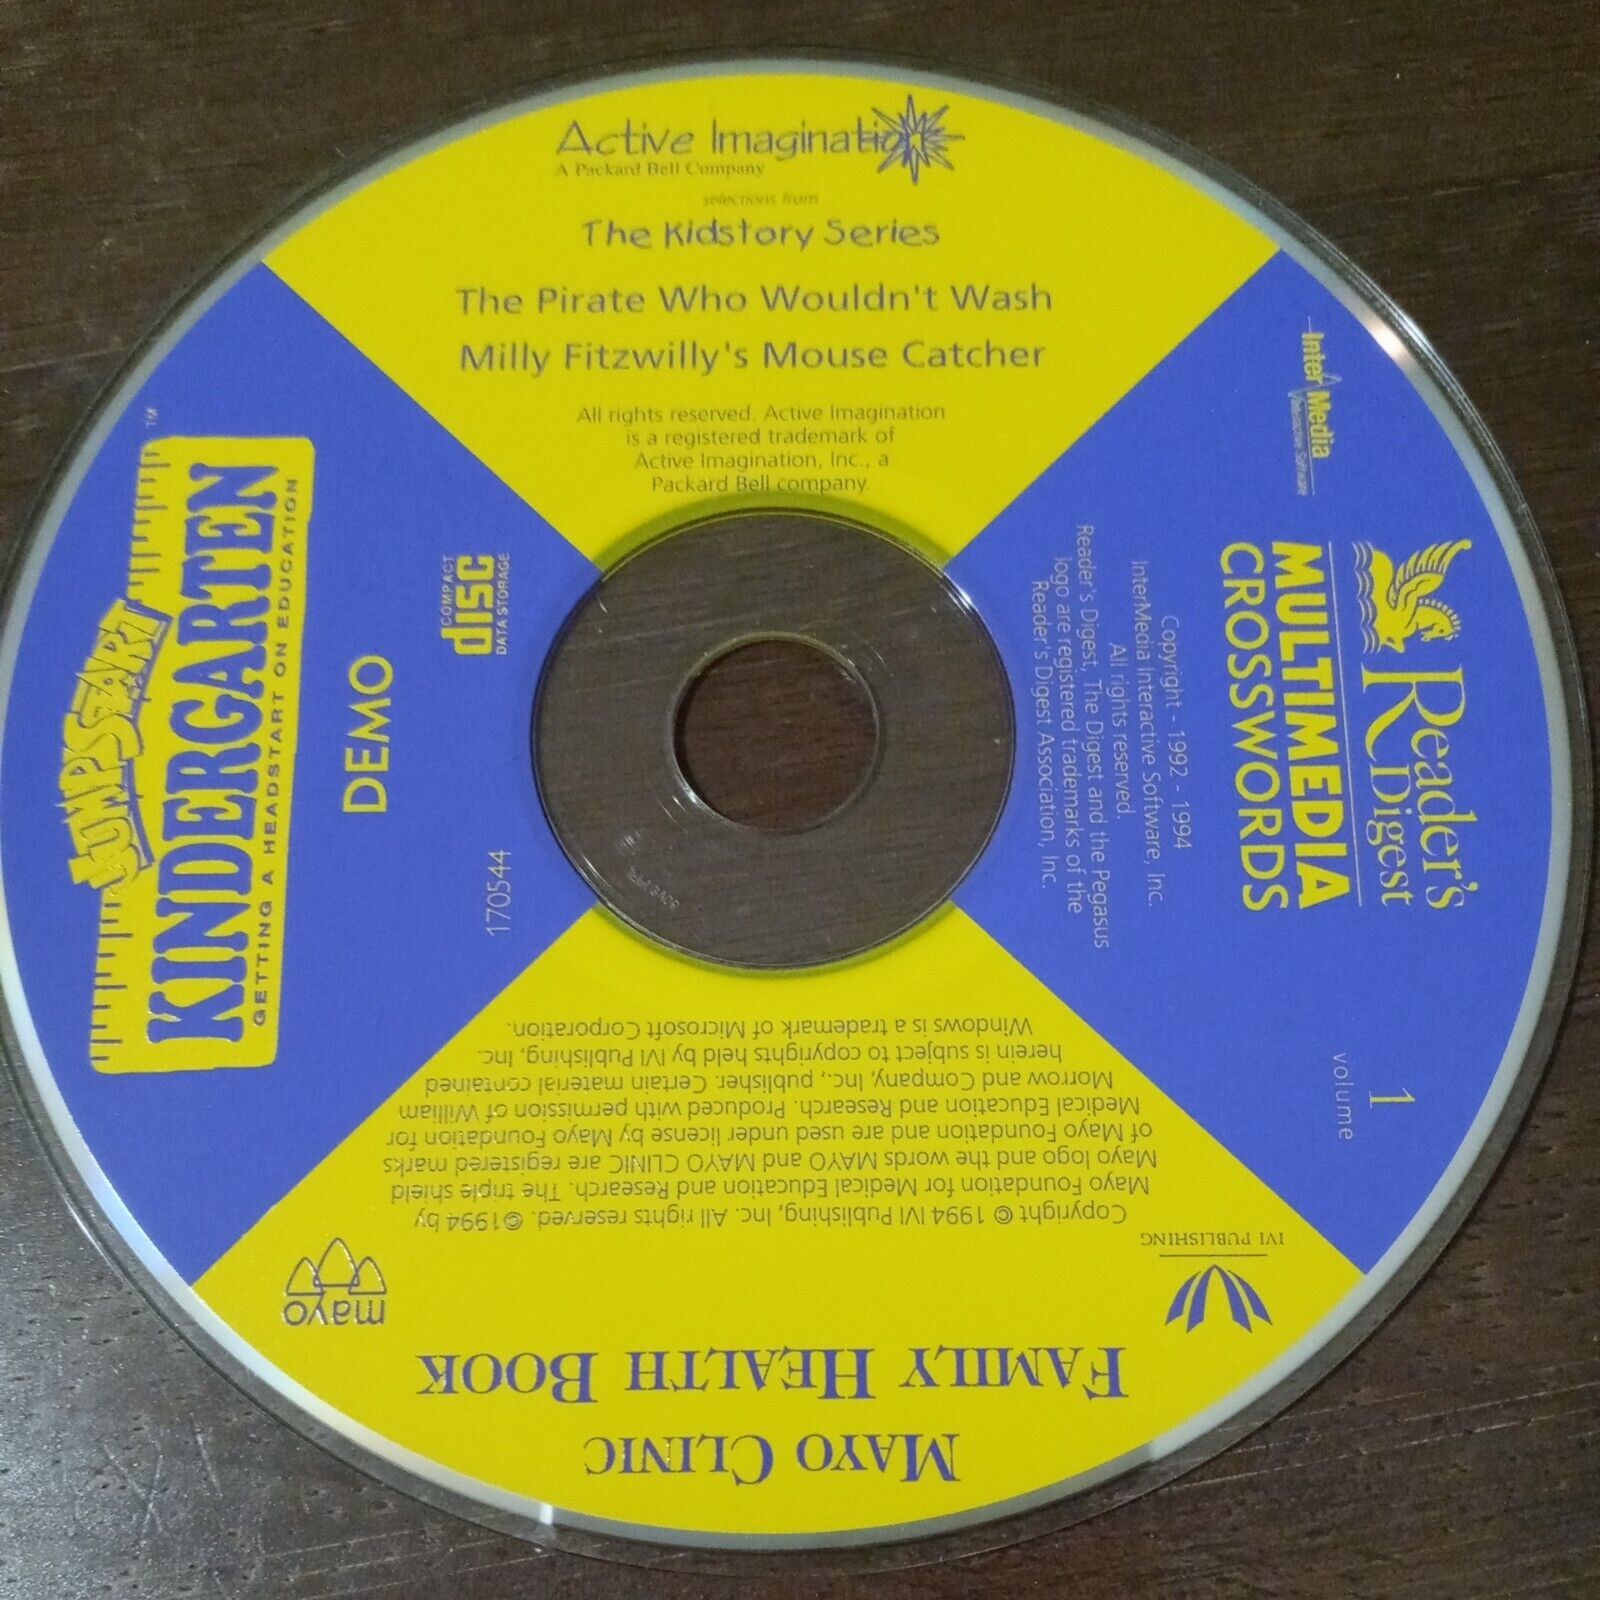 Active Imagination
A Packard Bell Company
selections from
The Kidstory Series
The Pirate Who Wouldn't Wash
Milly Fitzwilly's Mouse Catcher
All rights reserved. Active Imagination
is a registered trademark of
Active Imagination, Inc., a
Packard Bell company.
InterMedia
Interactive Software
Reader's
Digest
MULTIMEDIA
CROSSWORDS
volume
1
Copyright - 1992 - 1994
InterMedia Interactive Software, Inc.
All rights reserved.
Reader's Digest, The Digest and the Pegasus
logo are registered trademarks of the
Reader's Digest Association, Inc.
MAYO CLINIC
FAMILY HEALTH BOOK
IVI PUBLISHING
mayo
Copyright © 1994 IVI Publishing, Inc. All rights reserved. ©1994 by
Mayo Foundation for Medical Education and Research. The triple shield
Mayo logo and the words MAYO and MAYO CLINIC are registered marks
of Mayo Foundation and are used under license by Mayo Foundation for
Medical Education and Research. Produced with permission of William
Morrow and Company, Inc., publisher. Certain material contained
herein is subject to copyrights held by IVI Publishing, Inc.
Windows is a trademark of Microsoft Corporation.
JUMPSTART
TM
KINDERGARTEN
GETTING A HEADSTART ON EDUCATION
DEMO
COMPACT
disc
DATA STORAGE
170544